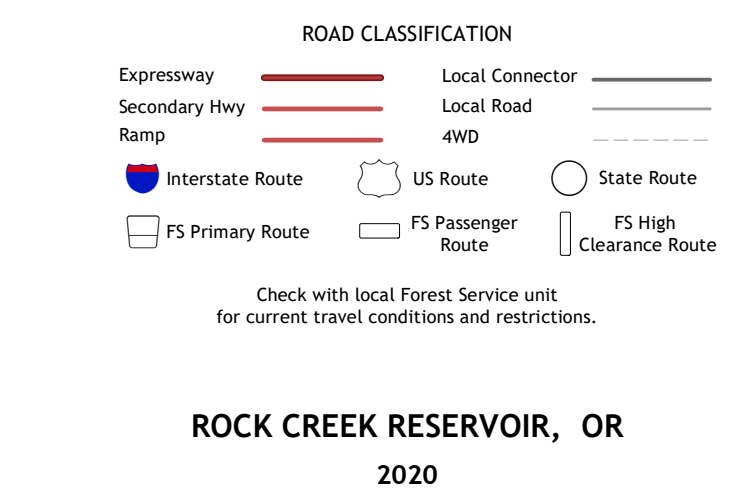 ROAD CLASSIFICATION
Expressway
Local Connector
Secondary Hwy
Local Road
Ramp
4WD
Interstate Route
US Route
State Route
FS Primary Route
FS Passenger
Route
FS High
Clearance Route
Check with local Forest Service unit
for current travel conditions and restrictions.
ROCK CREEK RESERVOIR, OR
2020